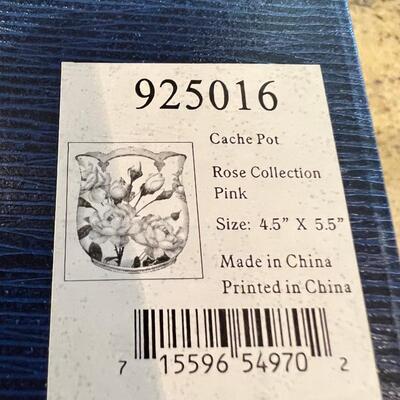 925016
Cache Pot
Rose Collection
Pink
Size: 4.5" X 5.5"
Made in China
Printed in China
7 15596 54970 2